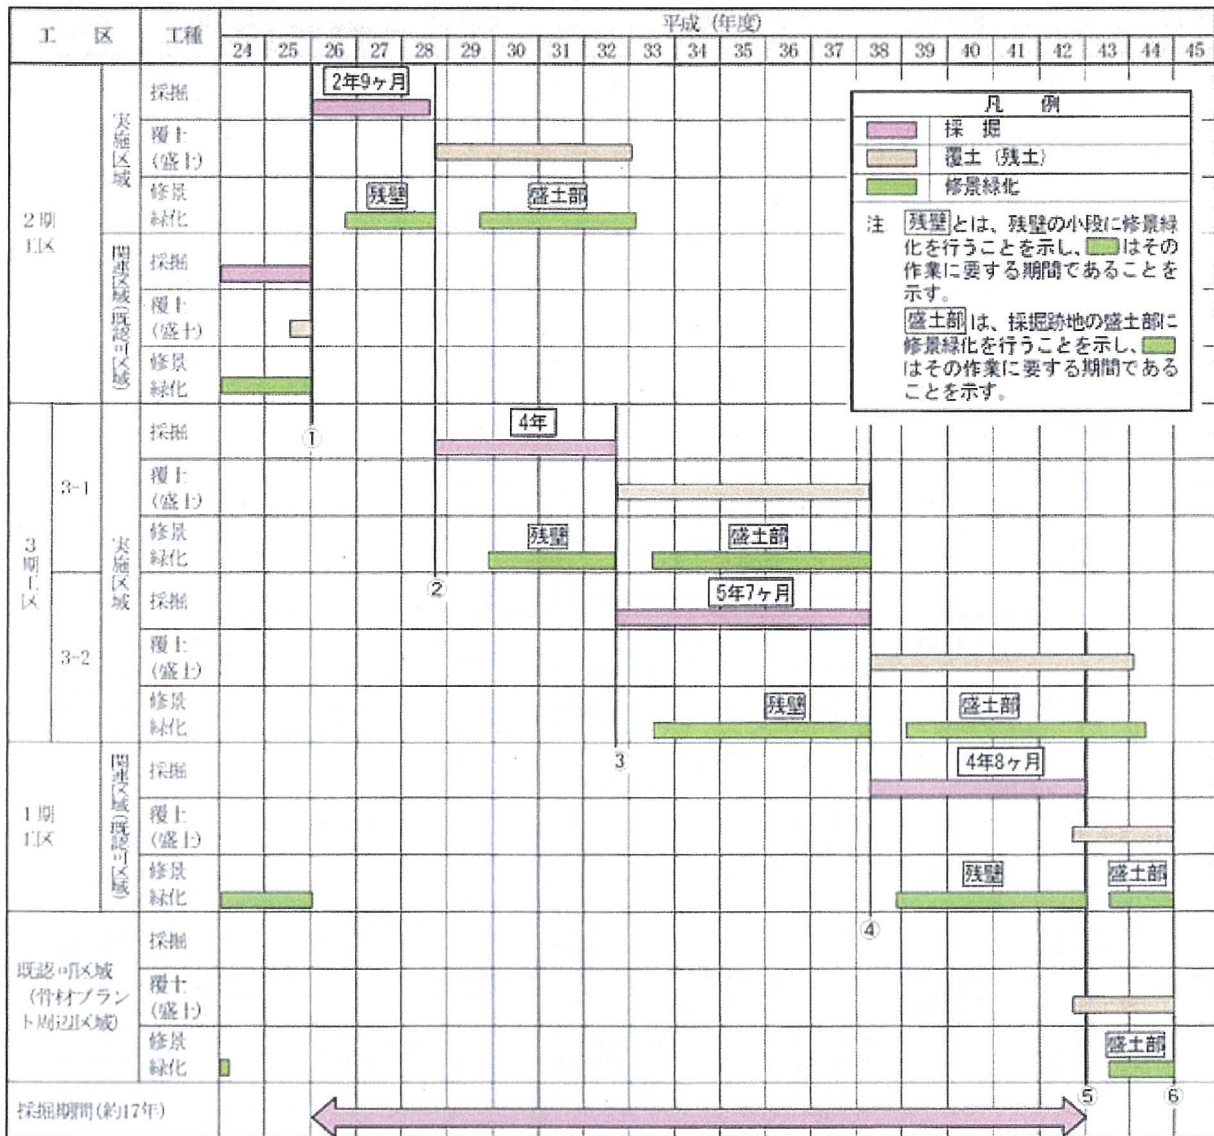 工　区
工種
平成（年度）
24 25 26 27 28 29 30 31 32 33 34 35 36 37 38 39 40 41 42 43 44 45
2期
工区
実施区域
採掘
2年9ヶ月
覆土
（盛土）
修景
緑化
残壁
盛土部
関連区域（既認可区域）
採掘
覆土
（盛土）
修景
緑化
①
3期工区
3-1
実施区域
採掘
4年
覆土
（盛土）
修景
緑化
残壁
盛土部
②
3-2
採掘
5年7ヶ月
覆土
（盛土）
修景
緑化
残壁
盛土部
3
1期
工区
関連区域（既認可区域）
採掘
4年8ヶ月
覆土
（盛土）
修景
緑化
残壁
盛土部
④
既認可区域
（骨材プラン
ト周辺区域）
採掘
覆土
（盛土）
修景
緑化
盛土部
採掘期間（約17年）
⑤
⑥
凡　例
採　掘
覆土（残土）
修景緑化
注　残壁とは、残壁の小段に修景緑
化を行うことを示し、はその
作業に要する期間であることを
示す。
盛土部は、採掘跡地の盛土部に
修景緑化を行うことを示し、
はその作業に要する期間である
ことを示す。